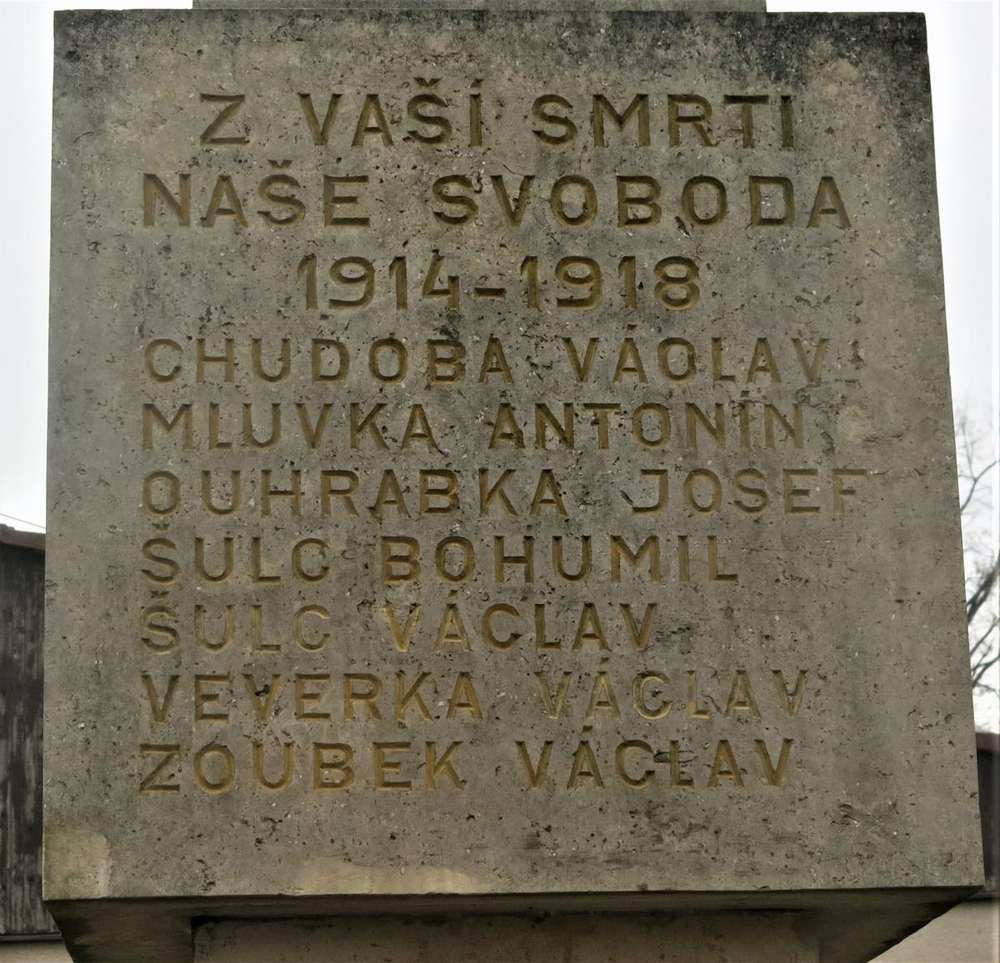 Z VAŠÍ SMRTI
NAŠE SVOBODA
1914-1918
CHUDOBA VÁOLAV
MLUVKA ANTONÍN
OUHRABKA JOSEF
ŠULC BOHUMIL
ŠULC VÁCLAV
VEVERKA VÁCLAV
ZOUBEK VÁCLAV